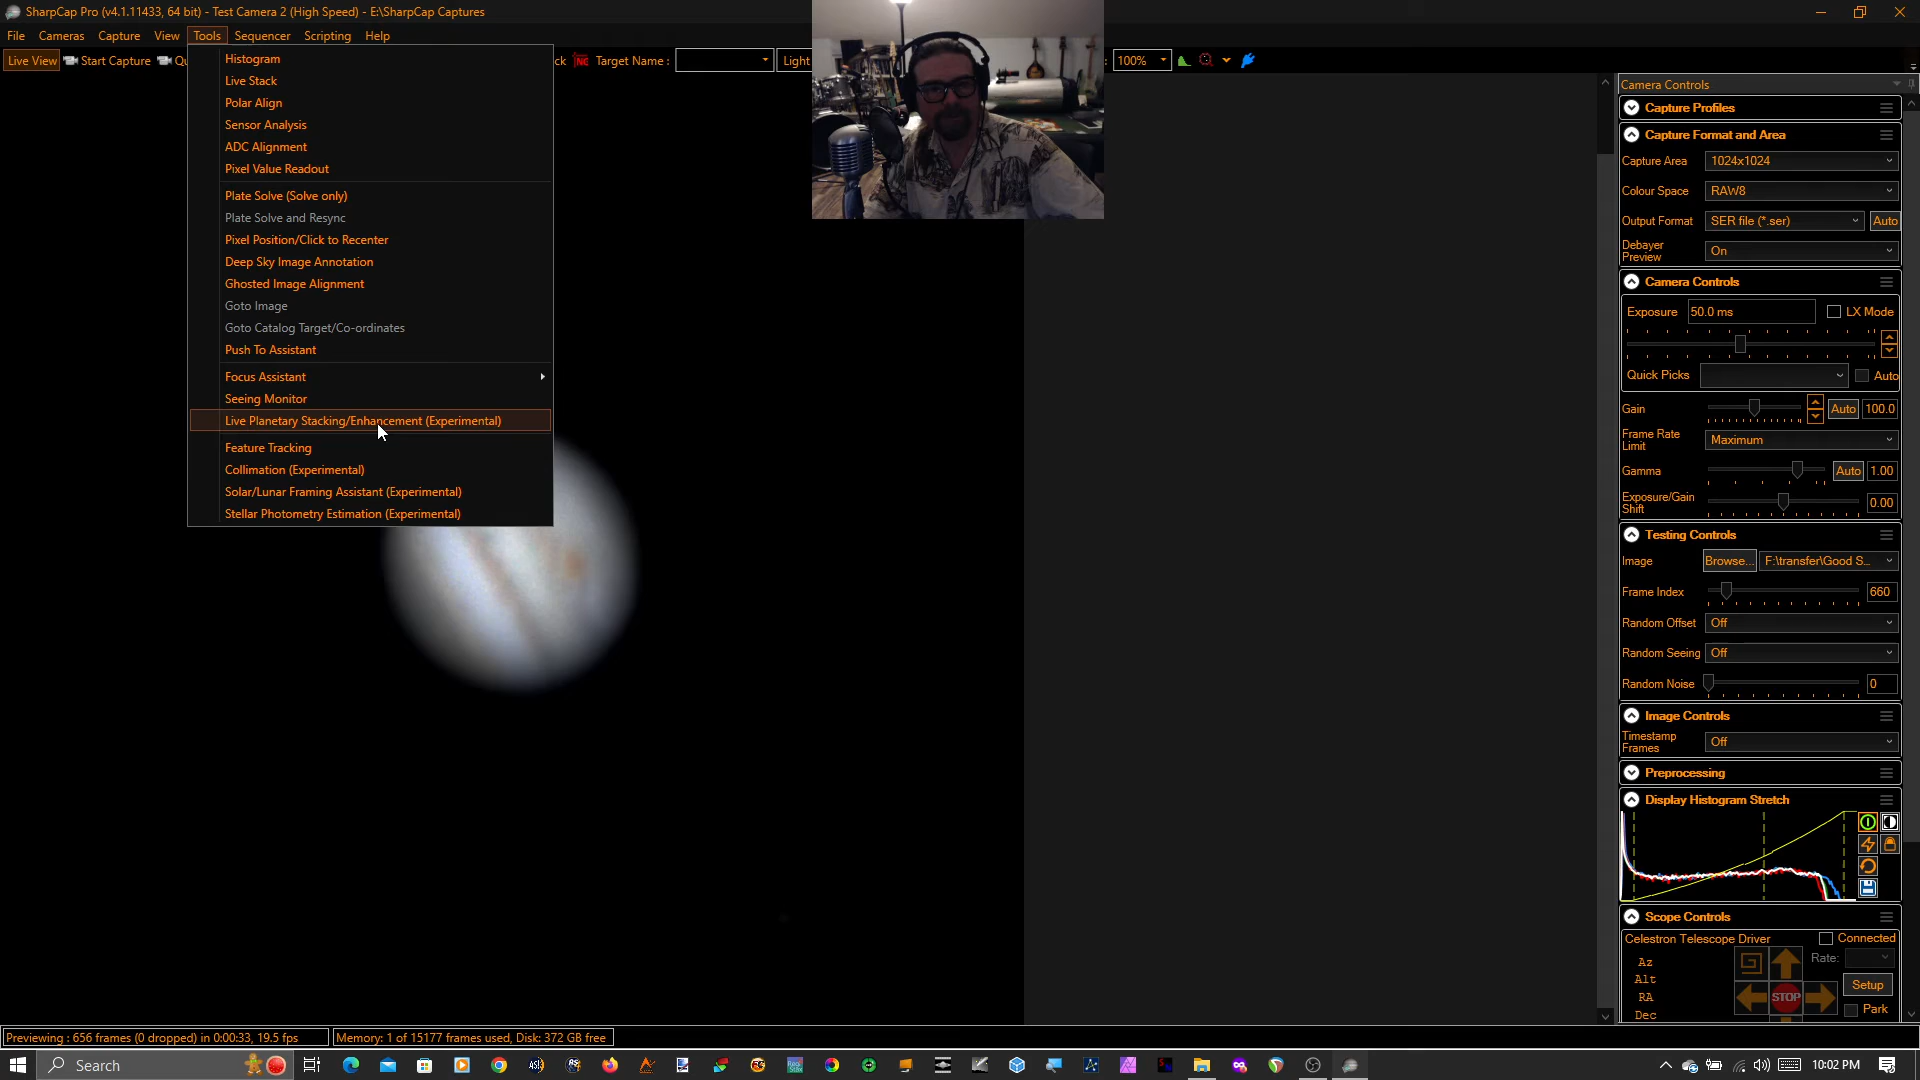 SharpCap Pro (v4.1.11433, 64 bit) - Test Camera 2 (High Speed) - E:\SharpCap Captures
File Cameras Capture View Tools Sequencer Scripting Help
Live View Start Capture Target Name : Light 100%
Histogram
Live Stack
Polar Align
Sensor Analysis
ADC Alignment
Pixel Value Readout
Plate Solve (Solve only)
Plate Solve and Resync
Pixel Position/Click to Recenter
Deep Sky Image Annotation
Ghosted Image Alignment
Goto Image
Goto Catalog Target/Co-ordinates
Push To Assistant
Focus Assistant
Seeing Monitor
Live Planetary Stacking/Enhancement (Experimental)
Feature Tracking
Collimation (Experimental)
Solar/Lunar Framing Assistant (Experimental)
Stellar Photometry Estimation (Experimental)
Camera Controls
Capture Profiles
Capture Format and Area
Capture Area 1024x1024
Colour Space RAW8
Output Format SER file (*.ser) Auto
Debayer
Preview On
Camera Controls
Exposure 50.0 ms LX Mode
Quick Picks Auto
Gain Auto 100.0
Frame Rate
Limit Maximum
Gamma Auto 1.00
Exposure/Gain
Shift 0.00
Testing Controls
Image Browse... F:\transfer\Good S...
Frame Index 660
Random Offset Off
Random Seeing Off
Random Noise 0
Image Controls
Timestamp
Frames Off
Preprocessing
Display Histogram Stretch
Scope Controls
Celestron Telescope Driver Connected
Az Rate:
Alt Setup
RA STOP
Dec Park
Previewing : 656 frames (0 dropped) in 0:00:33, 19.5 fps Memory: 1 of 15177 frames used, Disk: 372 GB free
Search 10:02 PM